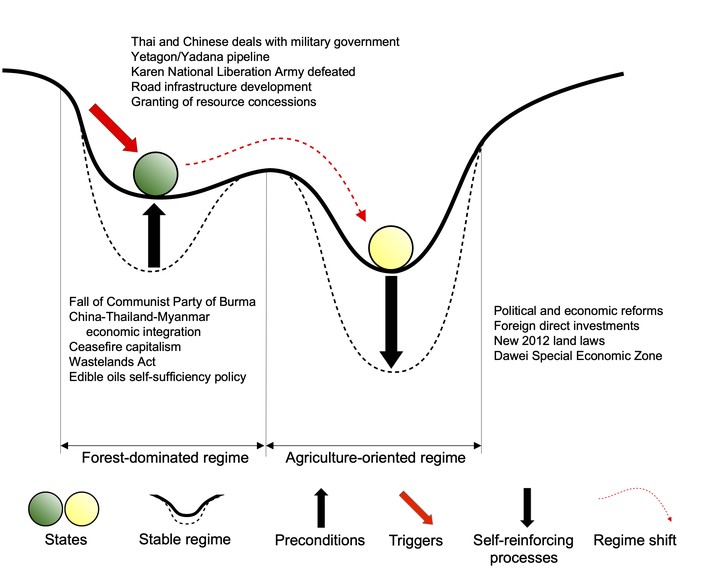 Thai and Chinese deals with military government
Yetagon/Yadana pipeline
Karen National Liberation Army defeated
Road infrastructure development
Granting of resource concessions
Fall of Communist Party of Burma
China-Thailand-Myanmar
economic integration
Ceasefire capitalism
Wastelands Act
Edible oils self-sufficiency policy
Political and economic reforms
Foreign direct investments
New 2012 land laws
Dawei Special Economic Zone
Forest-dominated regime
Agriculture-oriented regime
States
Stable regime
Preconditions
Triggers
Self-reinforcing
processes
Regime shift